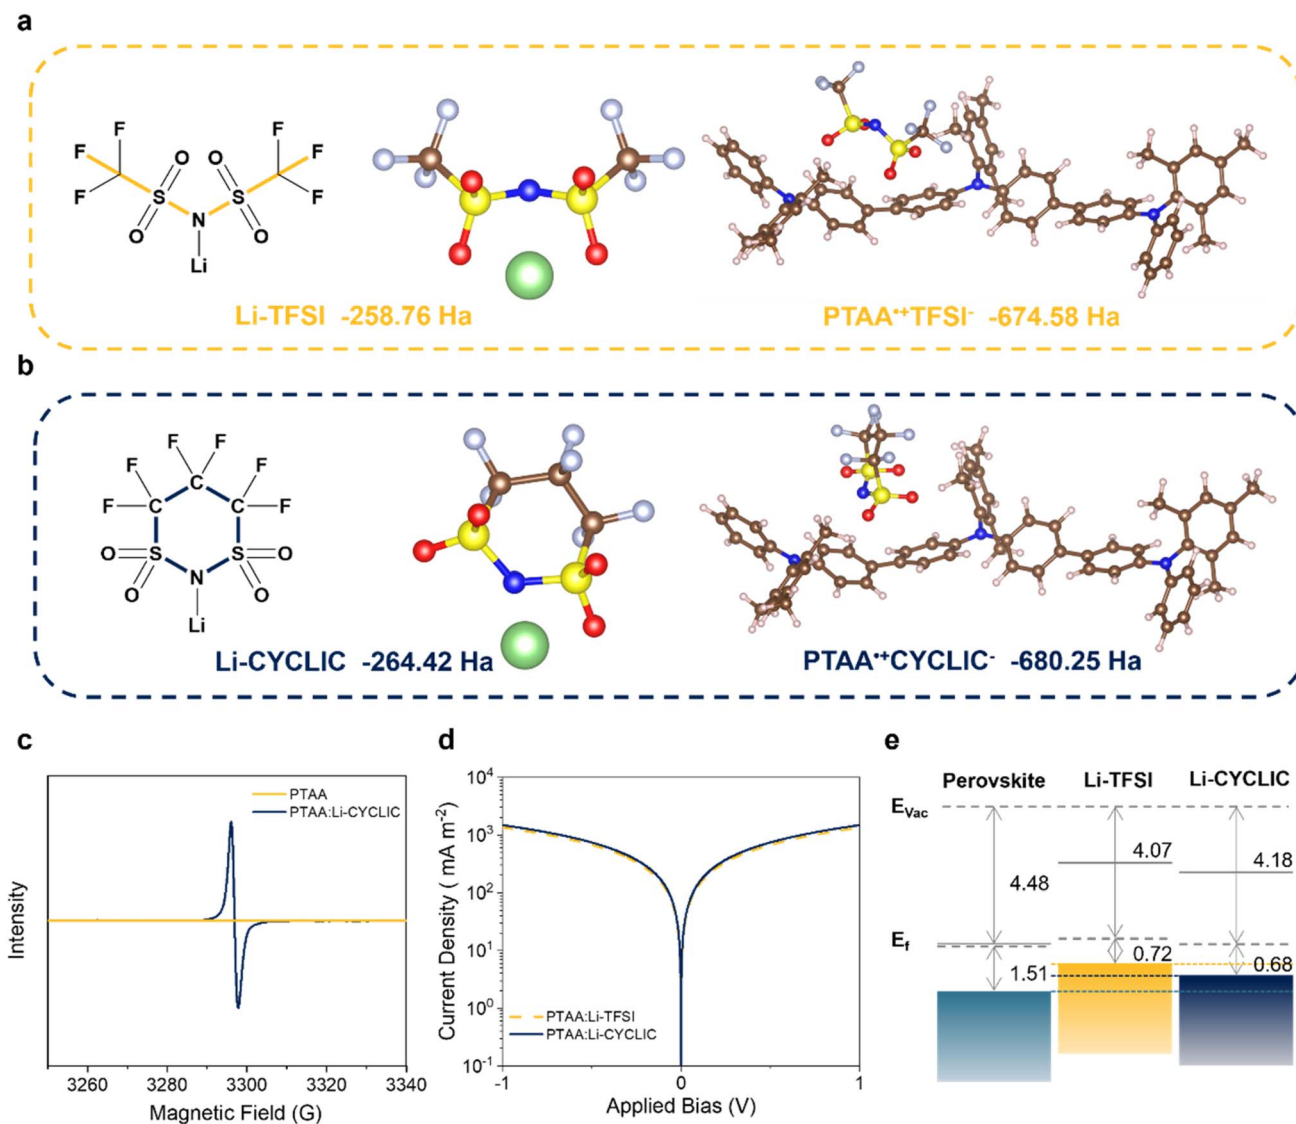 a
F
F
F
O
O
F
F
F
S
S
O
N
O
Li
Li-TFSI -258.76 Ha
PTAA•+TFSI- -674.58 Ha
b
F
F
F
F
C
F
C
C
F
O
S
S
O
O
N
O
Li
Li-CYCLIC -264.42 Ha
PTAA•+CYCLIC- -680.25 Ha
c
PTAA
PTAA:Li-CYCLIC
Intensity
3260
3280
3300
3320
3340
Magnetic Field (G)
d
10⁴
10³
10²
10¹
10⁰
10⁻¹
Current Density ( mA m⁻²)
PTAA:Li-TFSI
PTAA:Li-CYCLIC
-1
0
1
Applied Bias (V)
e
Perovskite
Li-TFSI
Li-CYCLIC
EVac
4.07
4.18
4.48
Ef
0.72
0.68
1.51